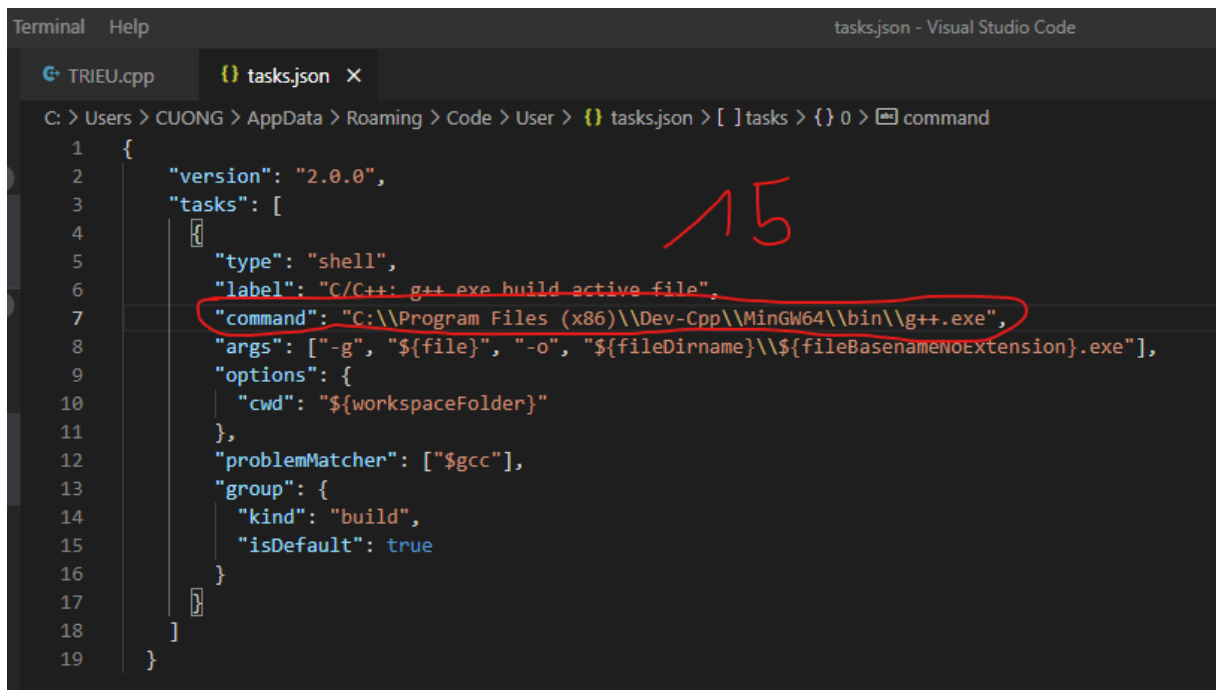 Terminal Help tasks.json - Visual Studio Code
TRIEU.cpp {} tasks.json ×
C: > Users > CUONG > AppData > Roaming > Code > User > {} tasks.json > [ ] tasks > {} 0 > abc command
1 {
2 "version": "2.0.0",
3 "tasks": [
15
4 {
5 "type": "shell",
6 "label": "C/C++: g++.exe build active file",
7 "command": "C:\\Program Files (x86)\\Dev-Cpp\\MinGW64\\bin\\g++.exe",
8 "args": ["-g", "${file}", "-o", "${fileDirname}\\${fileBasenameNoExtension}.exe"],
9 "options": {
10 "cwd": "${workspaceFolder}"
11 },
12 "problemMatcher": ["$gcc"],
13 "group": {
14 "kind": "build",
15 "isDefault": true
16 }
17 }
18 ]
19 }